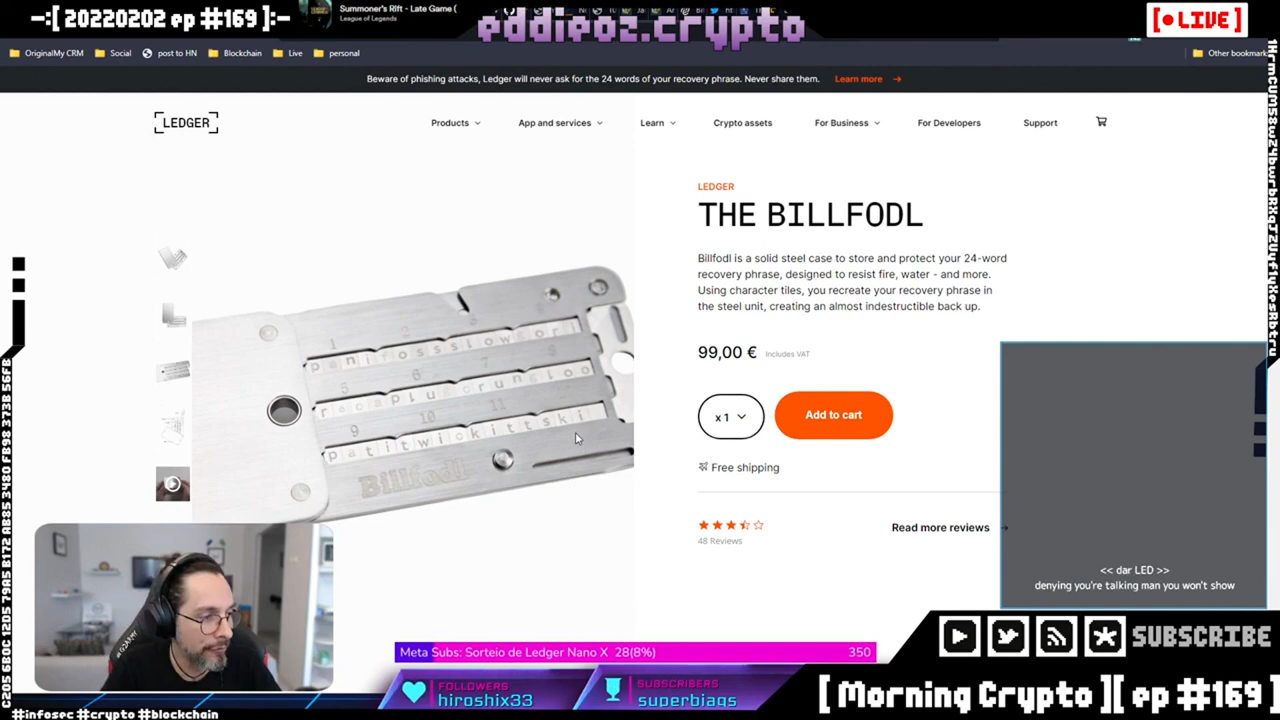 -:[ 20220202 ep #169 ]:-
Summoner's Rift - Late Game (
League of Legends
eddieoz.crypto
[ • LIVE ]
OriginalMy CRM
Social
post to HN
Blockchain
Live
personal
Other bookmark
Beware of phishing attacks, Ledger will never ask for the 24 words of your recovery phrase. Never share them.
Learn more →
LEDGER
Products
App and services
Learn
Crypto assets
For Business
For Developers
Support
LEDGER
THE BILLFODL
Billfodl is a solid steel case to store and protect your 24-word
recovery phrase, designed to resist fire, water - and more.
Using character tiles, you recreate your recovery phrase in
the steel unit, creating an almost indestructible back up.
99,00 €
Includes VAT
x 1
Add to cart
Free shipping
48 Reviews
Read more reviews →
Billfodl
<< dar LED >>
denying you're talking man you won't show
Meta Subs: Sorteio de Ledger Nano X 28(8%)
350
FOLLOWERS
hiroshix33
SUBSCRIBERS
superbiags
SUBSCRIBE
[ Morning Crypto ][ ep #169 ]
#infosec #crypto #blockchain